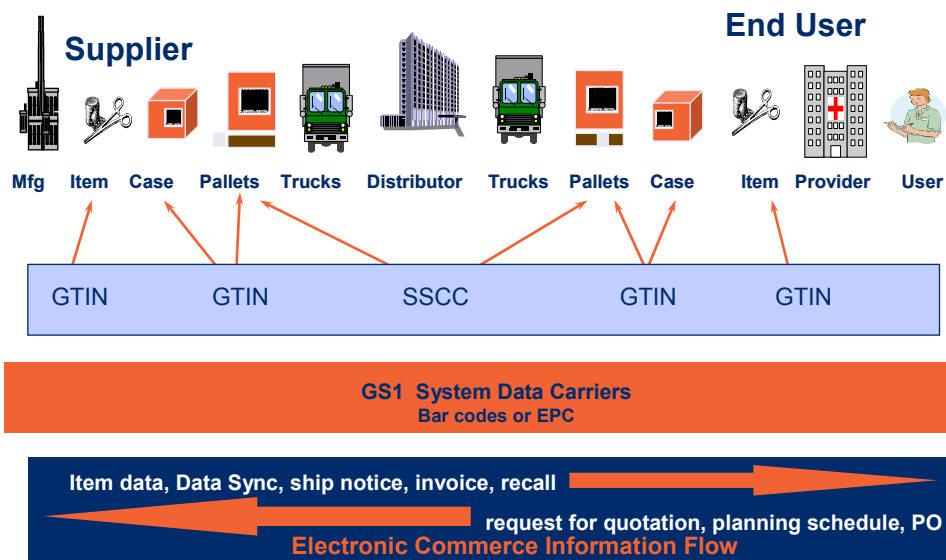 Supplier
End User
Mfg Item Case Pallets Trucks Distributor Trucks Pallets Case Item Provider User
GTIN GTIN SSCC GTIN GTIN
GS1 System Data Carriers
Bar codes or EPC
Item data, Data Sync, ship notice, invoice, recall
request for quotation, planning schedule, PO
Electronic Commerce Information Flow